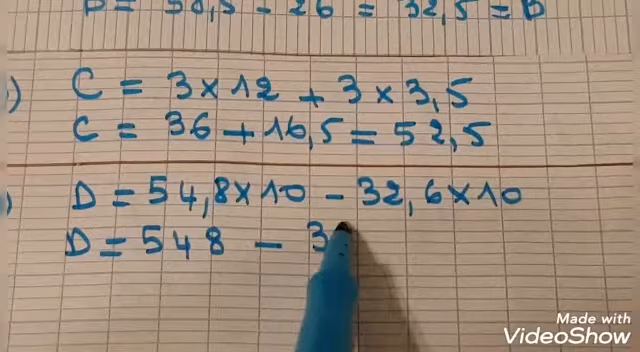 = 32,5 = D
) C = 3 × 12 + 3 × 3,5
C = 36 + 16,5 = 52,5
D = 54,8 × 10 - 32,6 × 10
D = 548 - 3
Made with
VideoShow